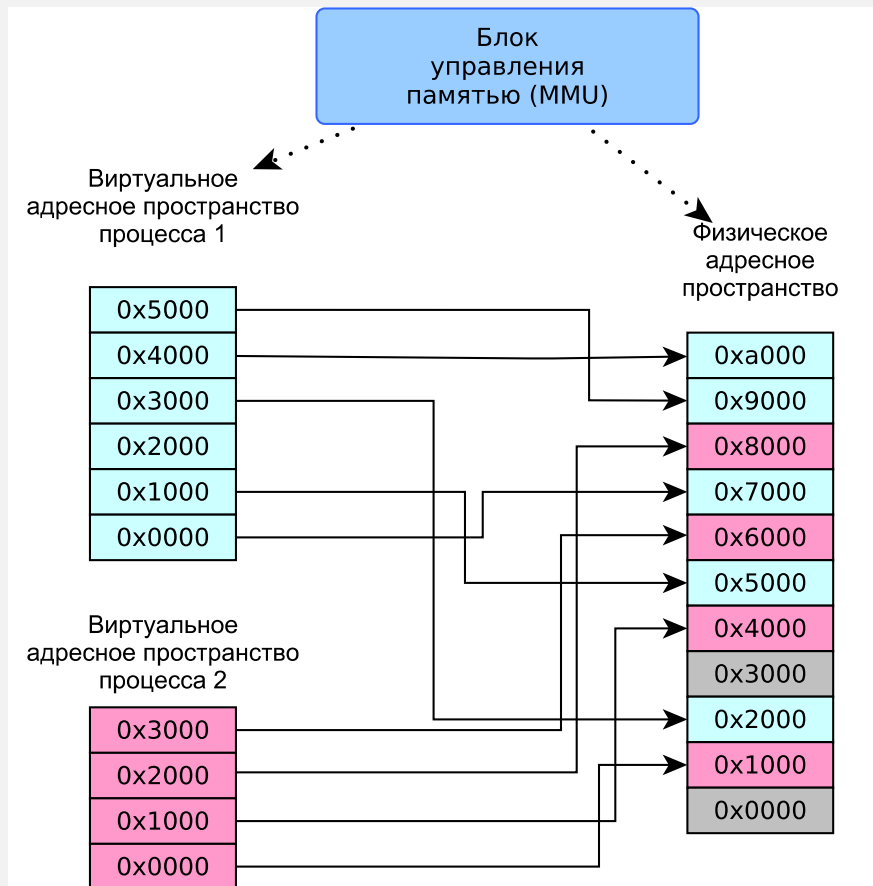 Блок
управления
памятью (MMU)
Виртуальное
адресное пространство
процесса 1
Физическое
адресное
пространство
0x5000
0x4000
0x3000
0x2000
0x1000
0x0000
0xa000
0x9000
0x8000
0x7000
0x6000
0x5000
0x4000
0x3000
0x2000
0x1000
0x0000
Виртуальное
адресное пространство
процесса 2
0x3000
0x2000
0x1000
0x0000